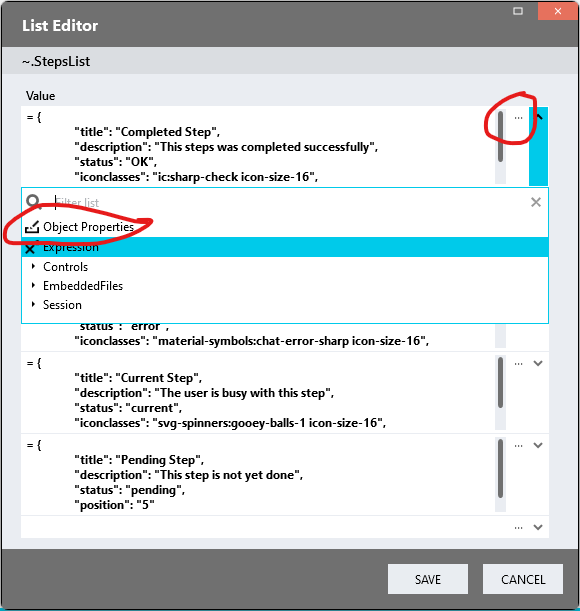 List Editor
~.StepsList
Value
= {
"title": "Completed Step",
"description": "This steps was completed successfully",
"status": "OK",
"iconclasses": "ic:sharp-check icon-size-16",
...
Filter list
Object Properties
Expression
Controls
EmbeddedFiles
Session
"status": "error",
"iconclasses": "material-symbols:chat-error-sharp icon-size-16",
= {
...
"title": "Current Step",
"description": "The user is busy with this step",
"status": "current",
"iconclasses": "svg-spinners:gooey-balls-1 icon-size-16",
= {
...
"title": "Pending Step",
"description": "This step is not yet done",
"status": "pending",
"position": "5"
...
SAVE
CANCEL